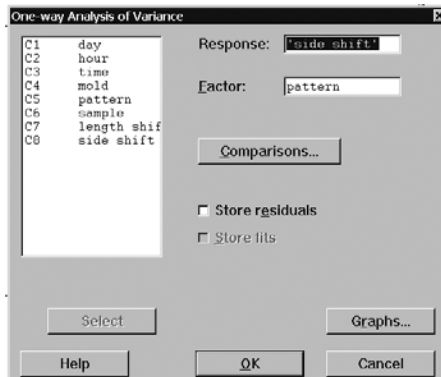 One-way Analysis of Variance
C1 day
C2 hour
C3 time
C4 mold
C5 pattern
C6 sample
C7 length shif
C8 side shift
Response: 'side shift'
Factor: pattern
Comparisons...
Store residuals
Store fits
Select
Graphs...
Help
OK
Cancel